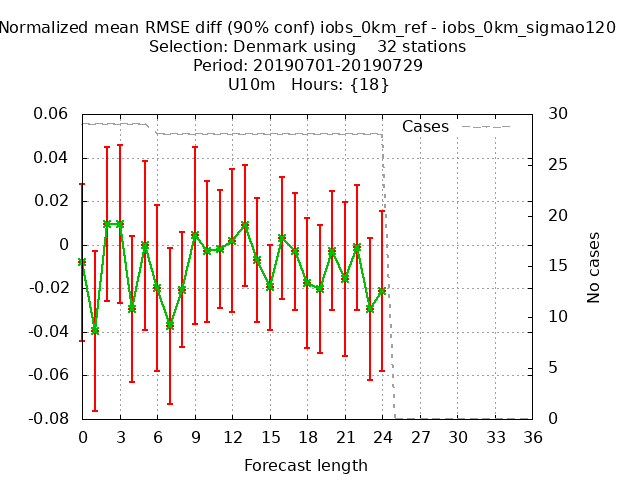 Normalized mean RMSE diff (90% conf) iobs_0km_ref - iobs_0km_sigmao120
Selection: Denmark using    32 stations
Period: 20190701-20190729
U10m   Hours: {18}
Cases
0.06
0.04
0.02
0
-0.02
-0.04
-0.06
-0.08
30
25
20
15
10
5
0
No cases
0 3 6 9 12 15 18 21 24 27 30 33 36
Forecast length